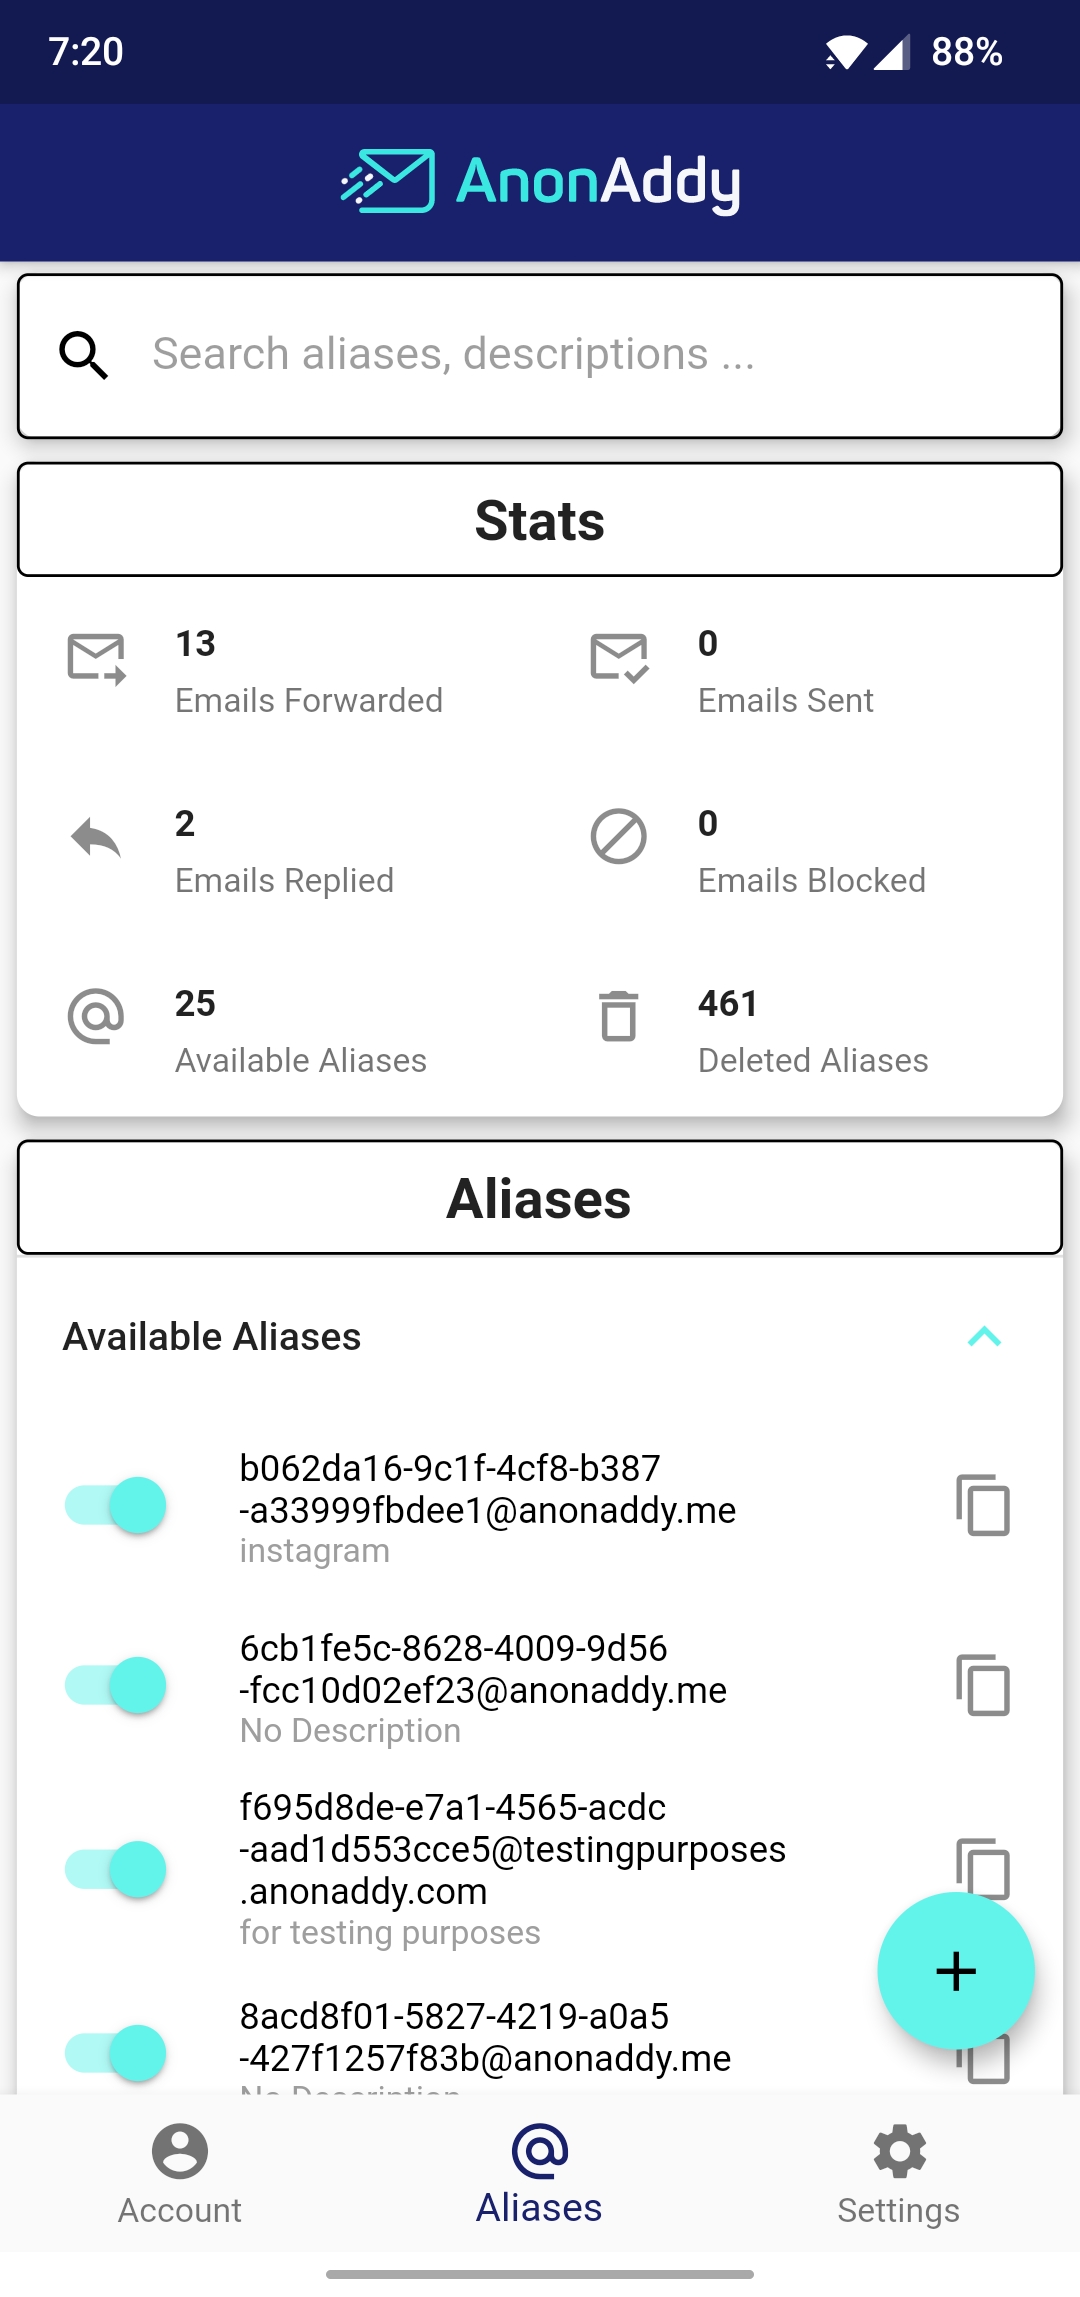 7:20
88%
AnonAddy
Search aliases, descriptions ...
Stats
13
Emails Forwarded
0
Emails Sent
2
Emails Replied
0
Emails Blocked
25
Available Aliases
461
Deleted Aliases
Aliases
Available Aliases
b062da16-9c1f-4cf8-b387
-a33999fbdee1@anonaddy.me
instagram
6cb1fe5c-8628-4009-9d56
-fcc10d02ef23@anonaddy.me
No Description
f695d8de-e7a1-4565-acdc
-aad1d553cce5@testingpurposes
.anonaddy.com
for testing purposes
8acd8f01-5827-4219-a0a5
-427f1257f83b@anonaddy.me
No Description
Account
Aliases
Settings